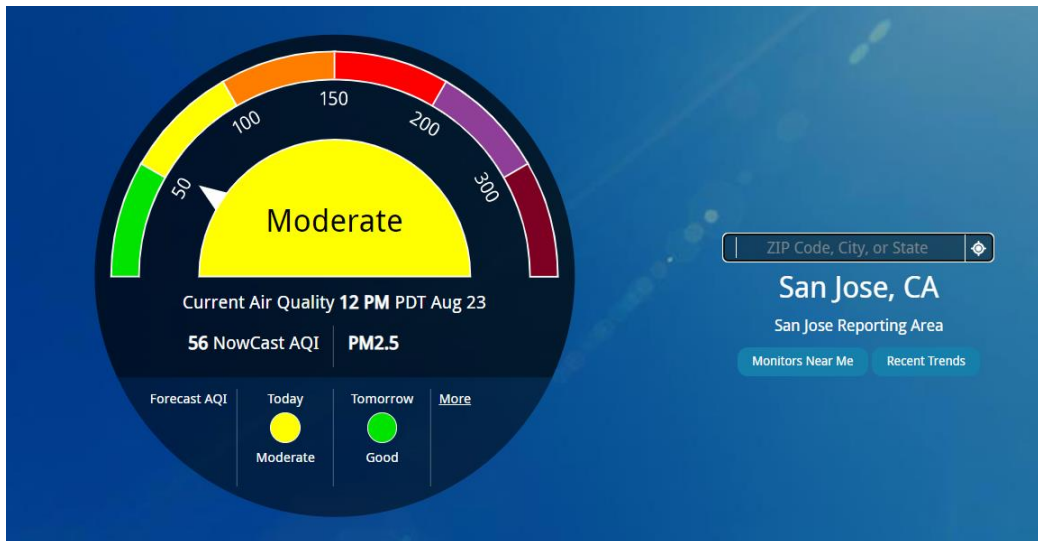 50
100
150
200
300
Moderate
Current Air Quality 12 PM PDT Aug 23
56 NowCast AQI PM2.5
Forecast AQI Today Tomorrow More
Moderate Good
ZIP Code, City, or State
San Jose, CA
San Jose Reporting Area
Monitors Near Me Recent Trends